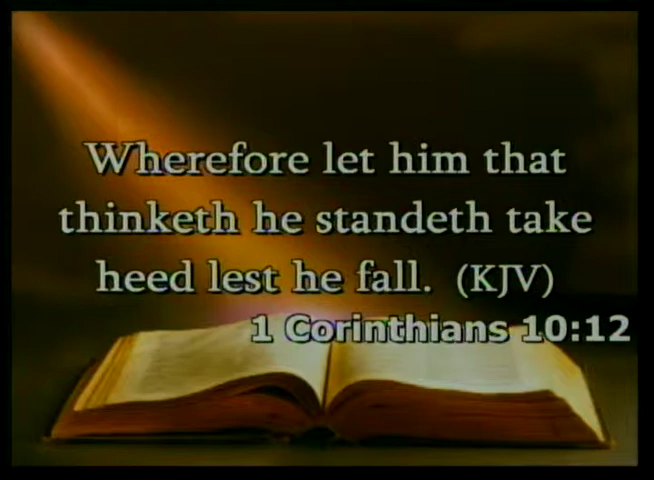 Wherefore let him that
thinketh he standeth take
heed lest he fall. (KJV)
1 Corinthians 10:12